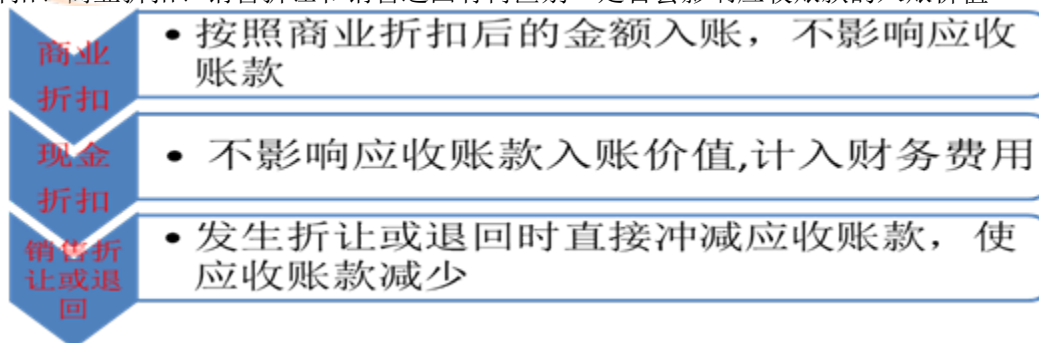 商业
折扣
• 按照商业折扣后的金额入账，不影响应收
账款
现金
折扣
• 不影响应收账款入账价值,计入财务费用
销售折
让或退
回
• 发生折让或退回时直接冲减应收账款，使
应收账款减少